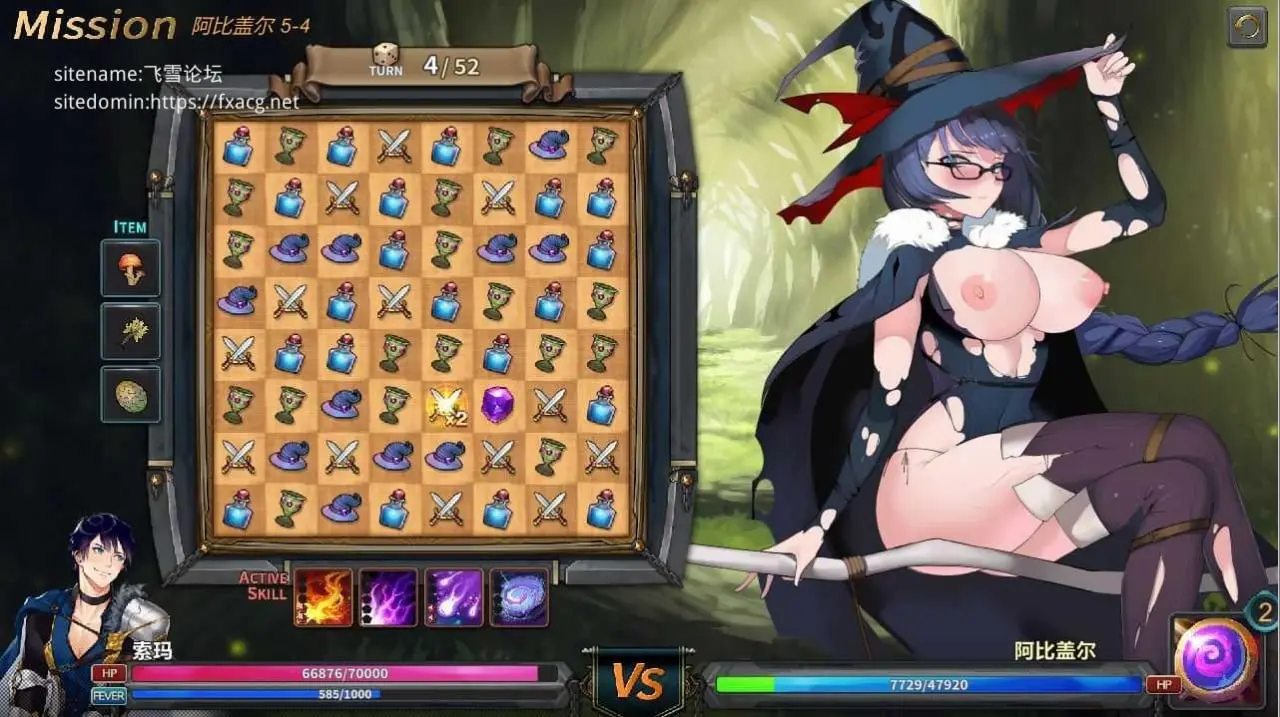 Mission 阿比盖尔 5-4
sitename:飞雪论坛
sitedomin:https://fxacg.net
TURN 4/52
ITEM
x2
ACTIVE
SKILL
索玛
HP 66876/70000
FEVER 585/1000
VS
阿比盖尔
7729/47920 HP
2